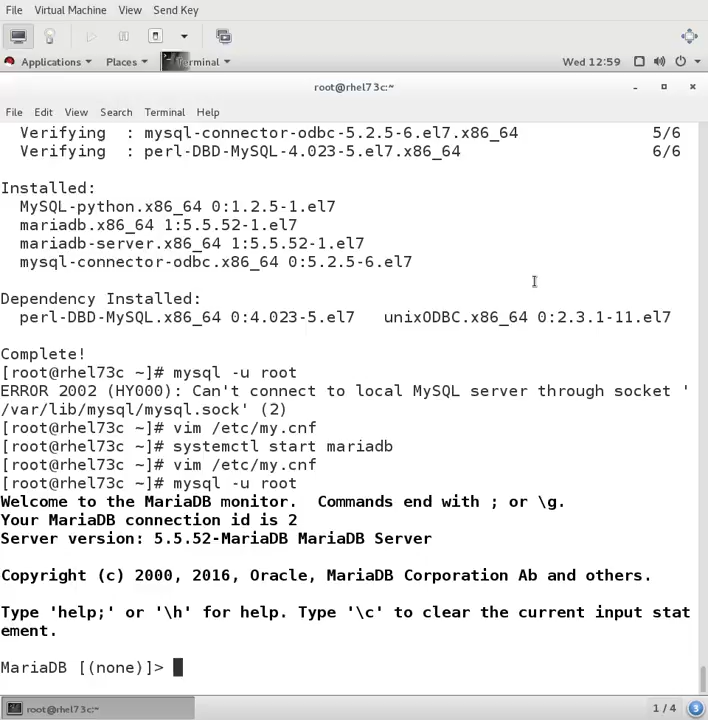 File Virtual Machine View Send Key
Applications Places Terminal Wed 12:59
root@rhel73c:~
File Edit View Search Terminal Help
Verifying : mysql-connector-odbc-5.2.5-6.el7.x86_64 5/6
Verifying : perl-DBD-MySQL-4.023-5.el7.x86_64 6/6
Installed:
MySQL-python.x86_64 0:1.2.5-1.el7
mariadb.x86_64 1:5.5.52-1.el7
mariadb-server.x86_64 1:5.5.52-1.el7
mysql-connector-odbc.x86_64 0:5.2.5-6.el7
Dependency Installed:
perl-DBD-MySQL.x86_64 0:4.023-5.el7 unixODBC.x86_64 0:2.3.1-11.el7
Complete!
[root@rhel73c ~]# mysql -u root
ERROR 2002 (HY000): Can't connect to local MySQL server through socket '
/var/lib/mysql/mysql.sock' (2)
[root@rhel73c ~]# vim /etc/my.cnf
[root@rhel73c ~]# systemctl start mariadb
[root@rhel73c ~]# vim /etc/my.cnf
[root@rhel73c ~]# mysql -u root
Welcome to the MariaDB monitor.  Commands end with ; or \g.
Your MariaDB connection id is 2
Server version: 5.5.52-MariaDB MariaDB Server
Copyright (c) 2000, 2016, Oracle, MariaDB Corporation Ab and others.
Type 'help;' or '\h' for help. Type '\c' to clear the current input stat
ement.
MariaDB [(none)]>
root@rhel73c:~ 1 / 4 3